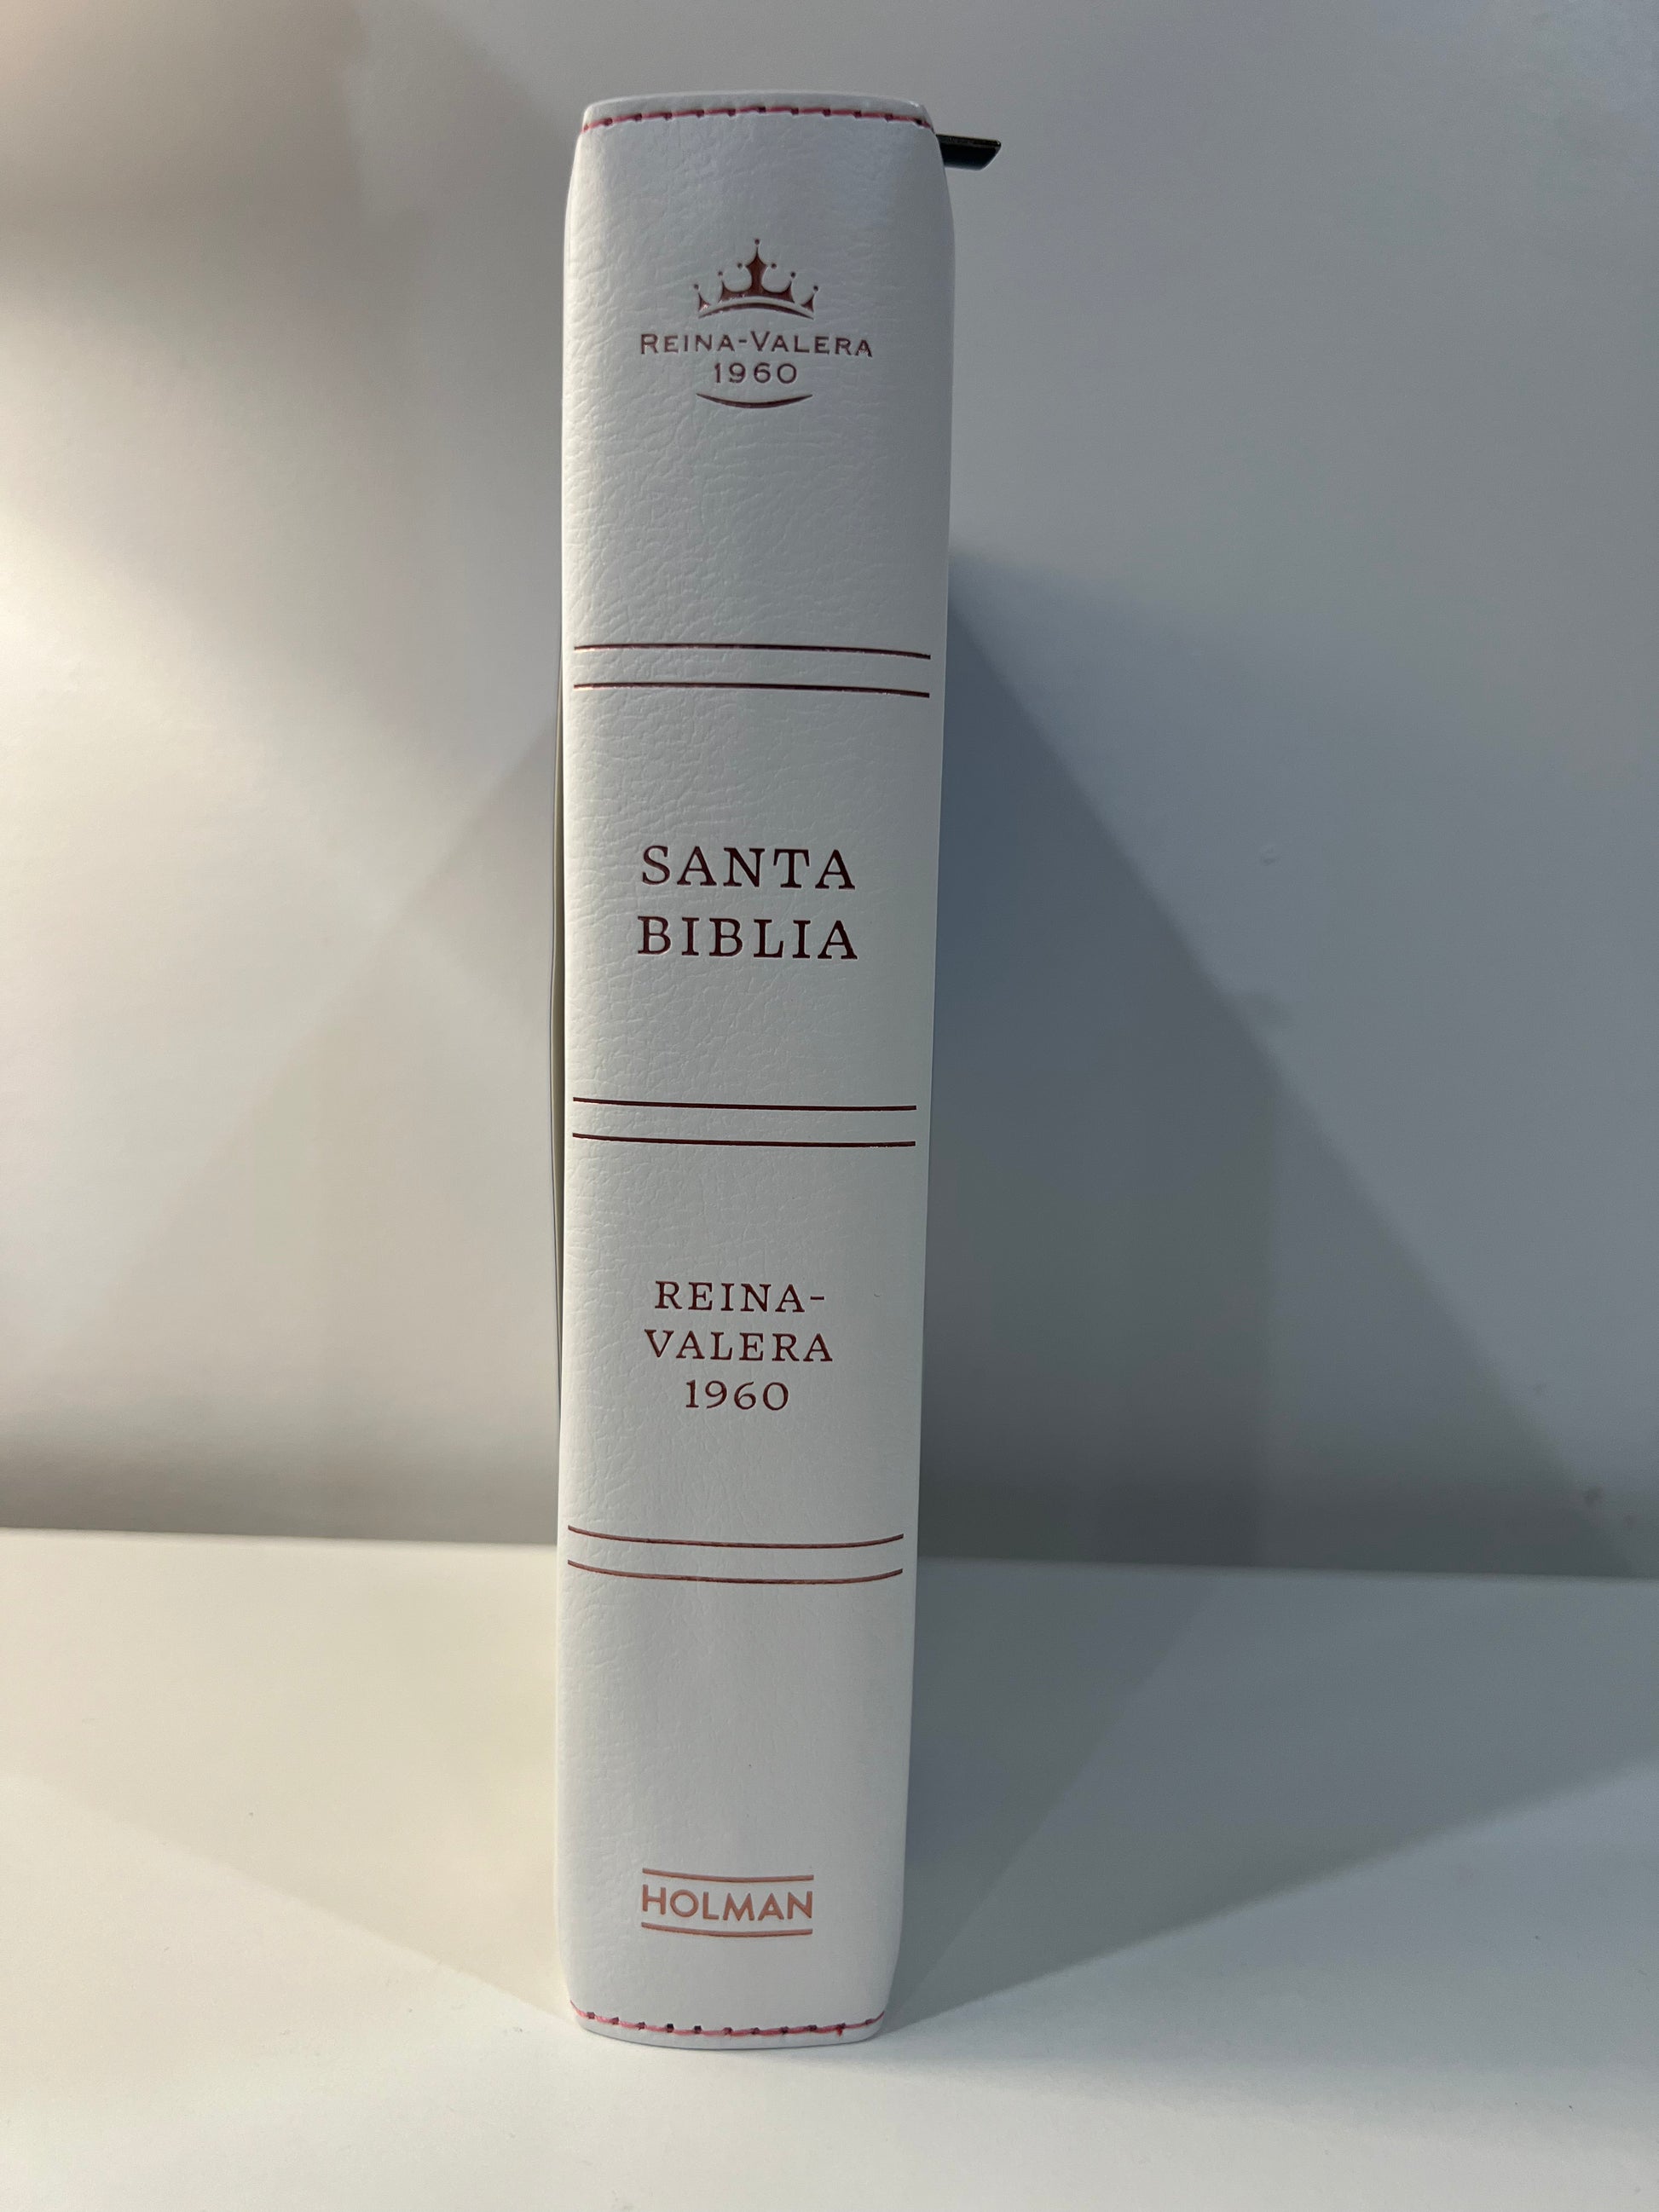 REINA-VALERA
1960
SANTA
BIBLIA
REINA-
VALERA
1960
HOLMAN